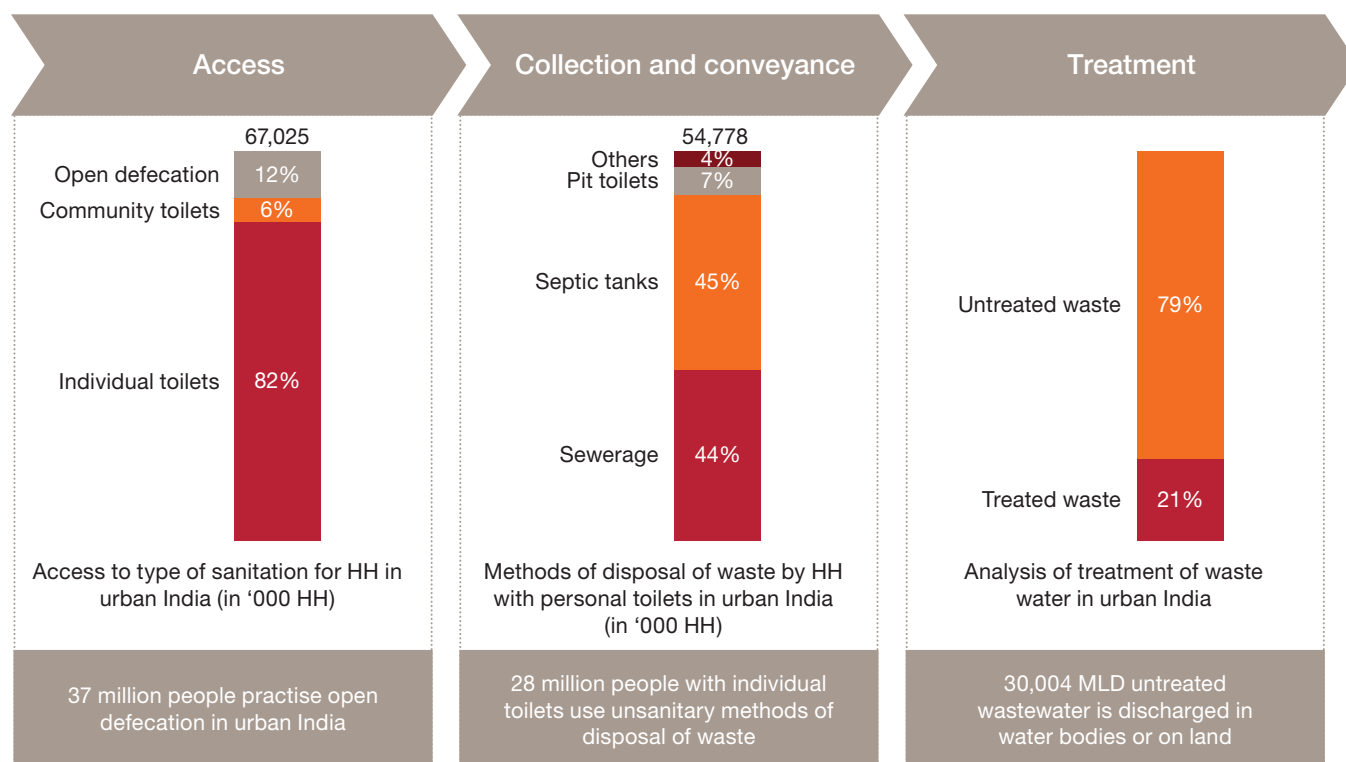 Access
67,025
Open defecation 12%
Community toilets 6%
Individual toilets 82%
Access to type of sanitation for HH in
urban India (in ‘000 HH)
37 million people practise open
defecation in urban India
Collection and conveyance
54,778
Others 4%
Pit toilets 7%
Septic tanks 45%
Sewerage 44%
Methods of disposal of waste by HH
with personal toilets in urban India
(in ‘000 HH)
28 million people with individual
toilets use unsanitary methods of
disposal of waste
Treatment
Untreated waste 79%
Treated waste 21%
Analysis of treatment of waste
water in urban India
30,004 MLD untreated
wastewater is discharged in
water bodies or on land